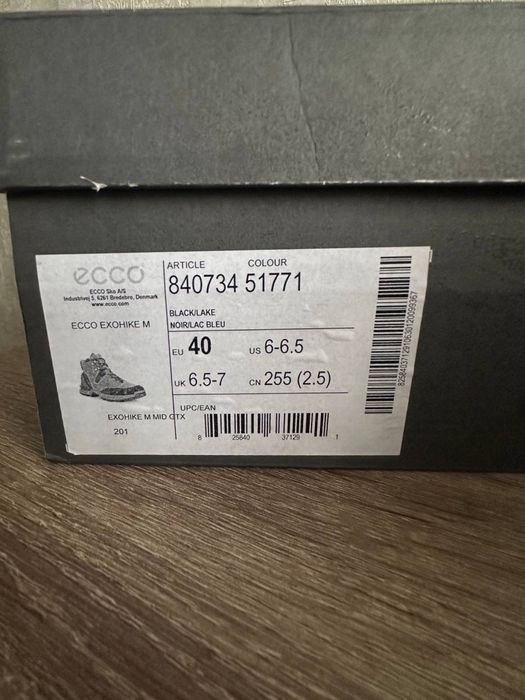 ecco
ECCO Sko A/S
Industrivej 5, 6261 Bredebro, Denmark
www.ecco.com
ECCO EXOHIKE M
EXOHIKE M MID GTX
201
ARTICLE COLOUR
840734 51771
BLACK/LAKE
NOIR/LAC BLEU
EU 40 US 6-6.5
UK 6.5-7 CN 255 (2.5)
UPC/EAN
8 25840 37129 1